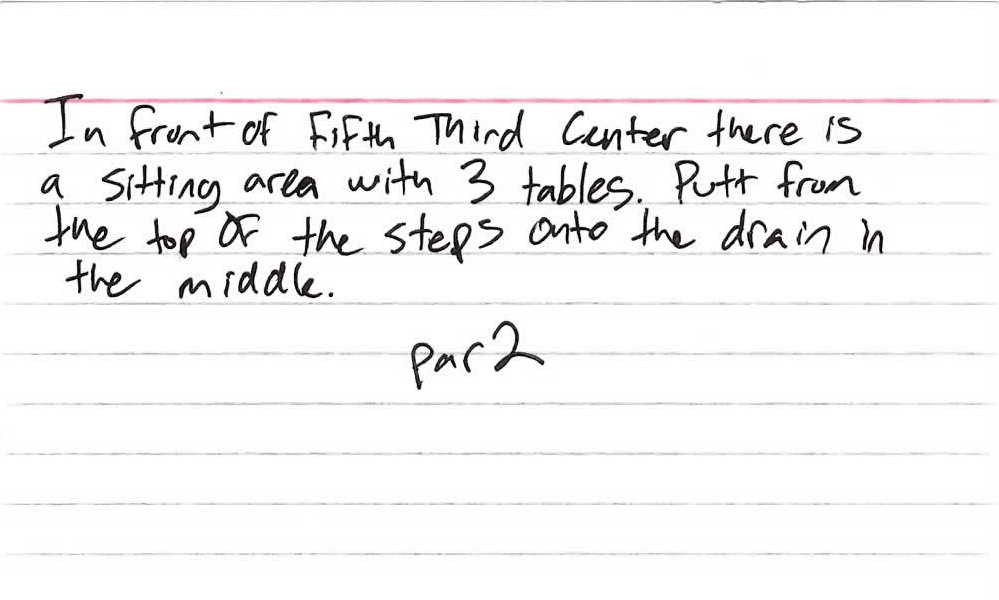 In front of Fifth Third Center there is
a sitting area with 3 tables. Putt from
the top of the steps onto the drain in
the middle.
par 2